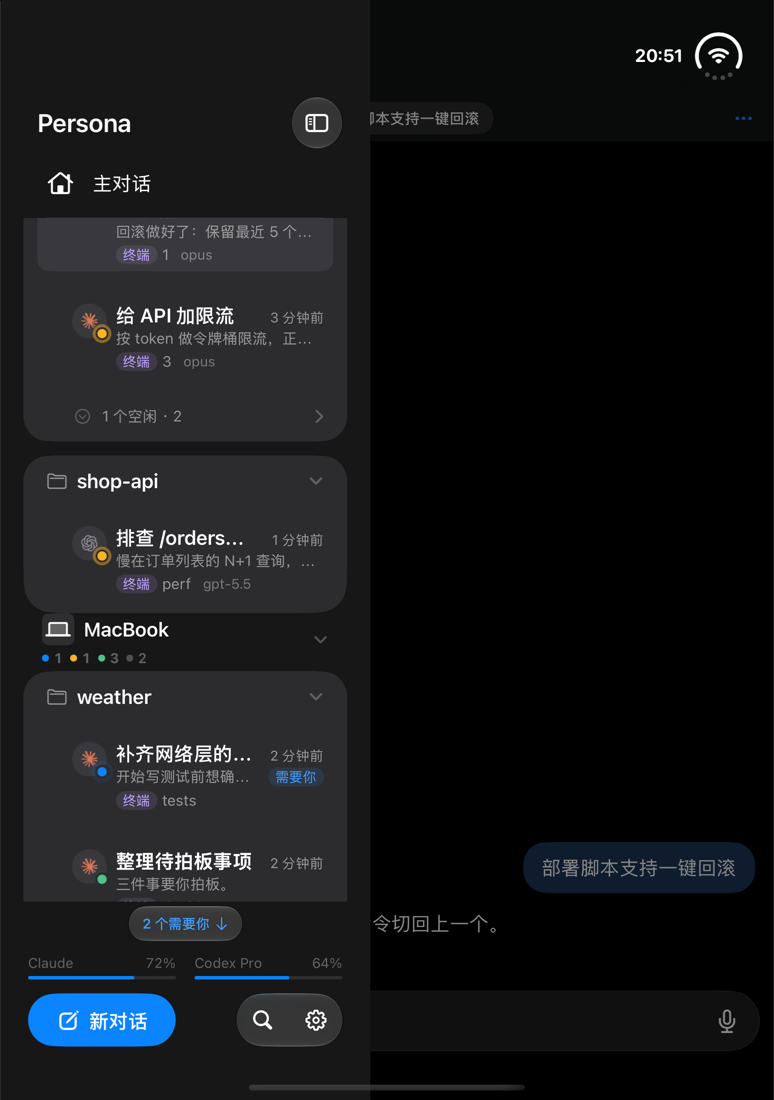 20:51
Persona
脚本支持一键回滚
主对话
回滚做好了：保留最近 5 个…
终端 1 opus
给 API 加限流 3 分钟前
按 token 做令牌桶限流，正…
终端 3 opus
1 个空闲 · 2
shop-api
排查 /orders… 1 分钟前
慢在订单列表的 N+1 查询，…
终端 perf gpt-5.5
MacBook
1 1 3 2
weather
补齐网络层的… 2 分钟前
开始写测试前想确… 需要你
终端 tests
整理待拍板事项 2 分钟前
三件事要你拍板。
部署脚本支持一键回滚
2 个需要你 ↓
令切回上一个。
Claude 72% Codex Pro 64%
新对话